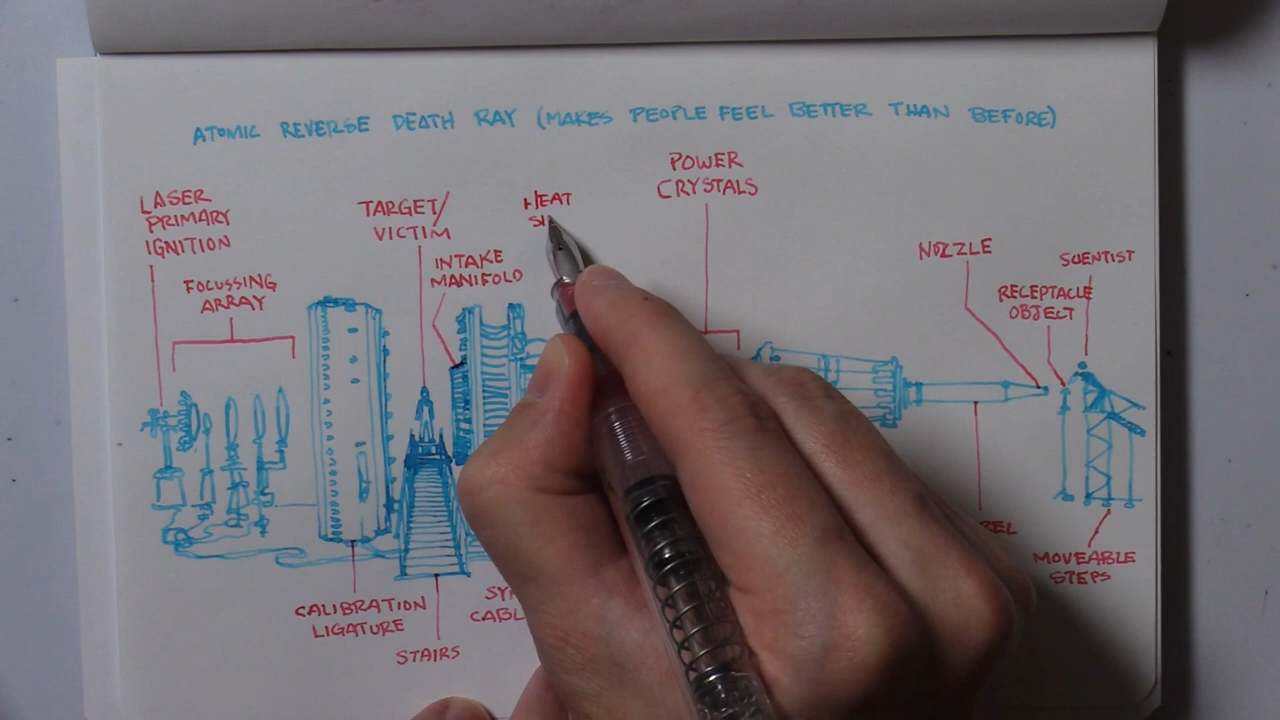 ATOMIC REVERSE DEATH RAY (MAKES PEOPLE FEEL BETTER THAN BEFORE)
LASER
PRIMARY
IGNITION
FOCUSSING
ARRAY
TARGET/
VICTIM
INTAKE
MANIFOLD
HEAT
POWER
CRYSTALS
NOZZLE
SCIENTIST
RECEPTACLE
OBJECT
CALIBRATION
LIGATURE
STAIRS
MOVEABLE
STEPS